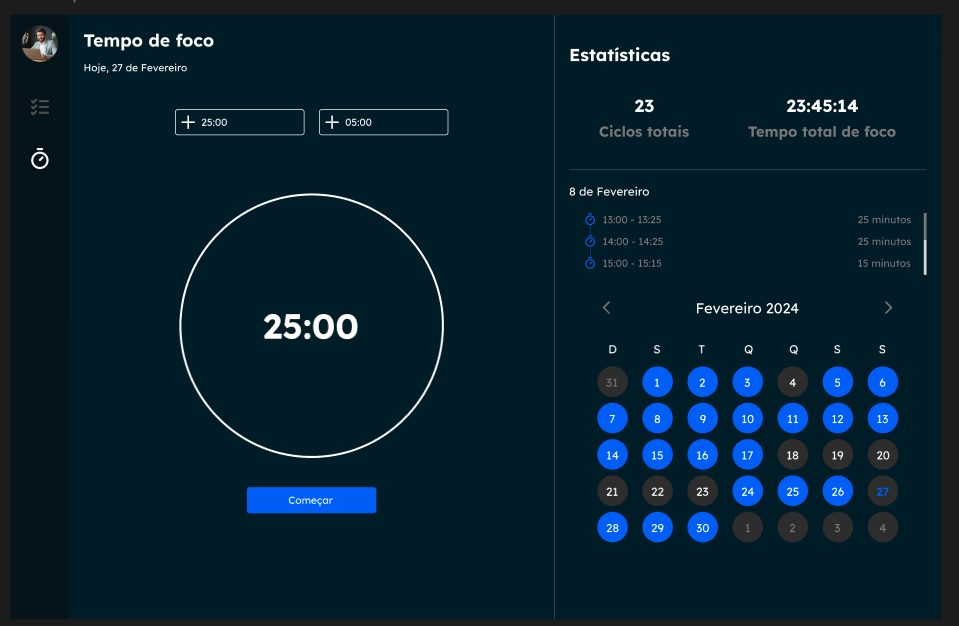 Tempo de foco
Hoje, 27 de Fevereiro
25:00
05:00
25:00
Começar
Estatísticas
23 23:45:14
Ciclos totais Tempo total de foco
8 de Fevereiro
13:00 - 13:25 25 minutos
14:00 - 14:25 25 minutos
15:00 - 15:15 15 minutos
Fevereiro 2024
D S T Q Q S S
31 1 2 3 4 5 6
7 8 9 10 11 12 13
14 15 16 17 18 19 20
21 22 23 24 25 26 27
28 29 30 1 2 3 4